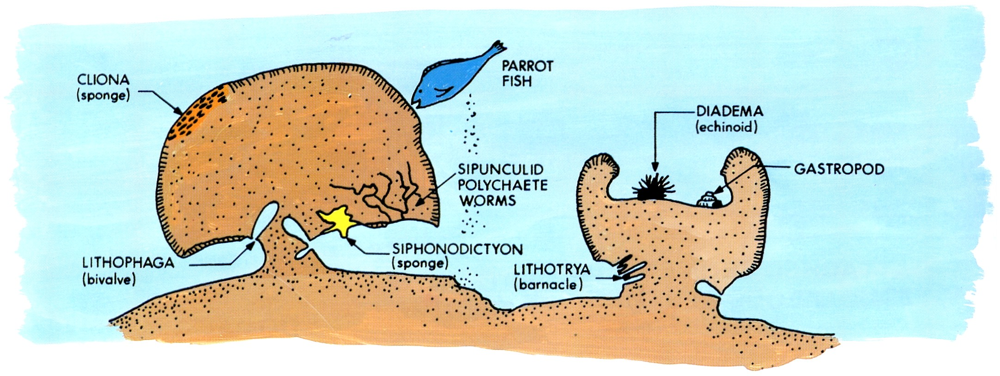 CLIONA
(sponge)
PARROT
FISH
DIADEMA
(echinoid)
SIPUNCULID
POLYCHAETE
WORMS
GASTROPOD
SIPHONODICTYON
(sponge)
LITHOPHAGA
(bivalve)
LITHOTRYA
(barnacle)